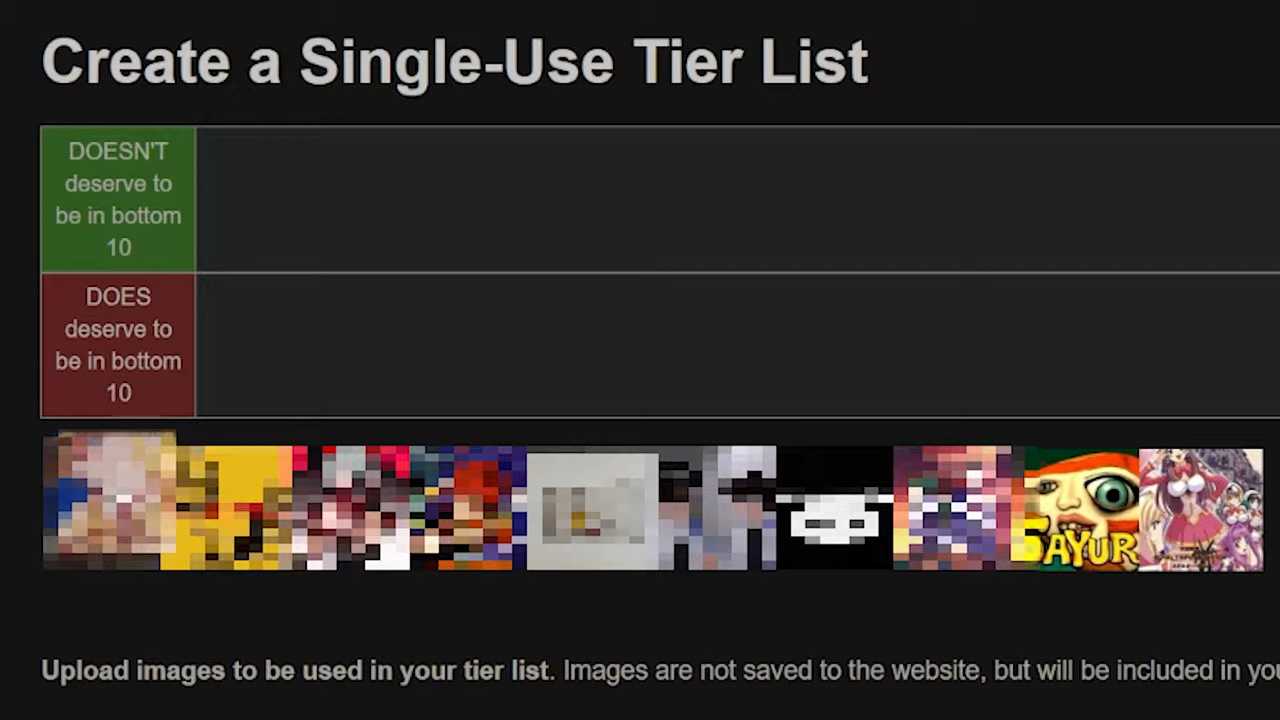 Create a Single-Use Tier List
DOESN'T
deserve to
be in bottom
10
DOES
deserve to
be in bottom
10
Upload images to be used in your tier list. Images are not saved to the website, but will be included in